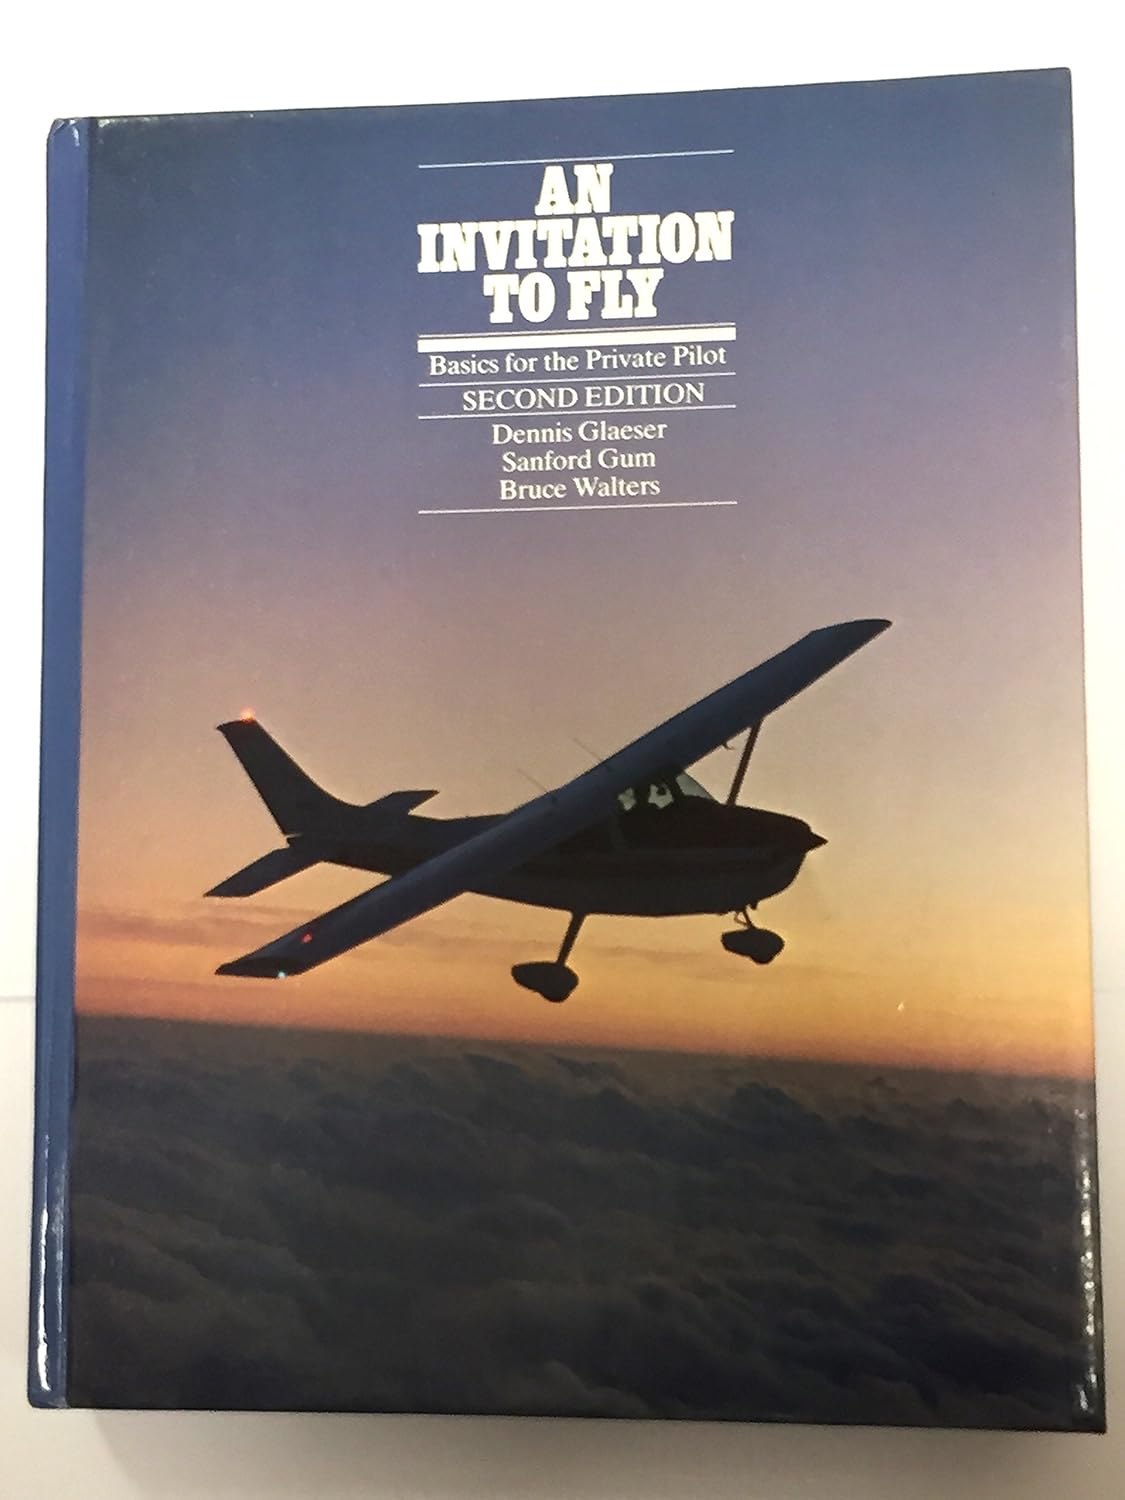 AN
INVITATION
TO FLY
Basics for the Private Pilot
SECOND EDITION
Dennis Glaeser
Sanford Gum
Bruce Walters